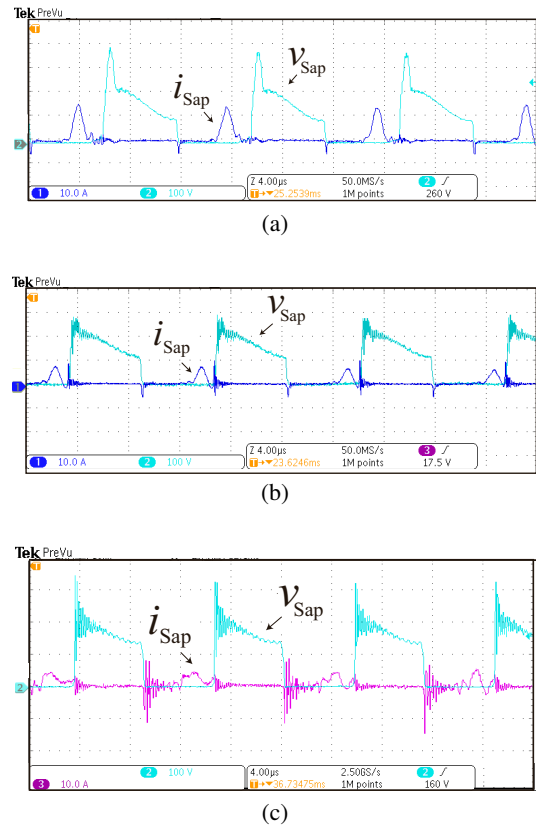 Tek PreVu
T
v_Sap
i_Sap
2
Z 4.00µs 50.0MS/s 2 ∫
1 10.0 A 2 100 V T→▼25.2539ms 1M points 260 V
(a)
Tek PreVu
T
v_Sap
i_Sap
1
Z 4.00µs 50.0MS/s 3 ∫
1 10.0 A 2 100 V T→▼23.6246ms 1M points 17.5 V
(b)
Tek PreVu
T
v_Sap
i_Sap
2
2 100 V 4.00µs 2.50GS/s 2 ∫
3 10.0 A T→▼36.73475ms 1M points 160 V
(c)